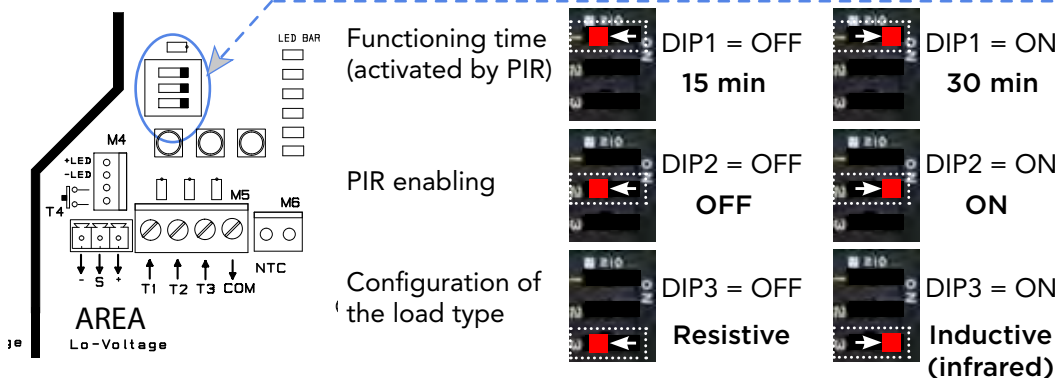 LED BAR
M4
+LED
-LED
T4
M5
M6
- S +
T1 T2 T3 COM
NTC
AREA
Lo-Voltage
ge
Functioning time
(activated by PIR)
DIP1 = OFF
15 min
DIP1 = ON
30 min
PIR enabling
DIP2 = OFF
OFF
DIP2 = ON
ON
Configuration of
the load type
DIP3 = OFF
Resistive
DIP3 = ON
Inductive
(infrared)